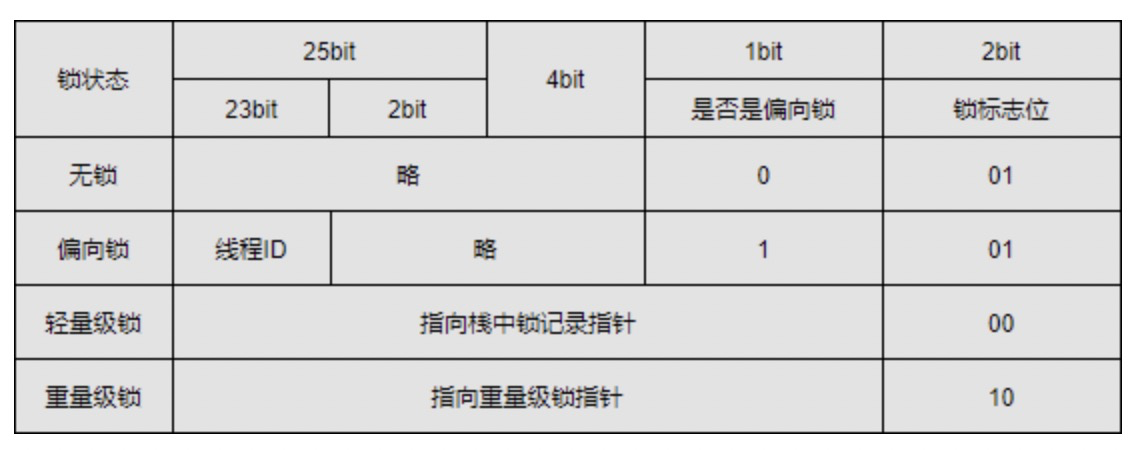 锁状态
25bit
4bit
1bit
2bit
23bit
2bit
是否是偏向锁
锁标志位
无锁
略
0
01
偏向锁
线程ID
略
1
01
轻量级锁
指向栈中锁记录指针
00
重量级锁
指向重量级锁指针
10